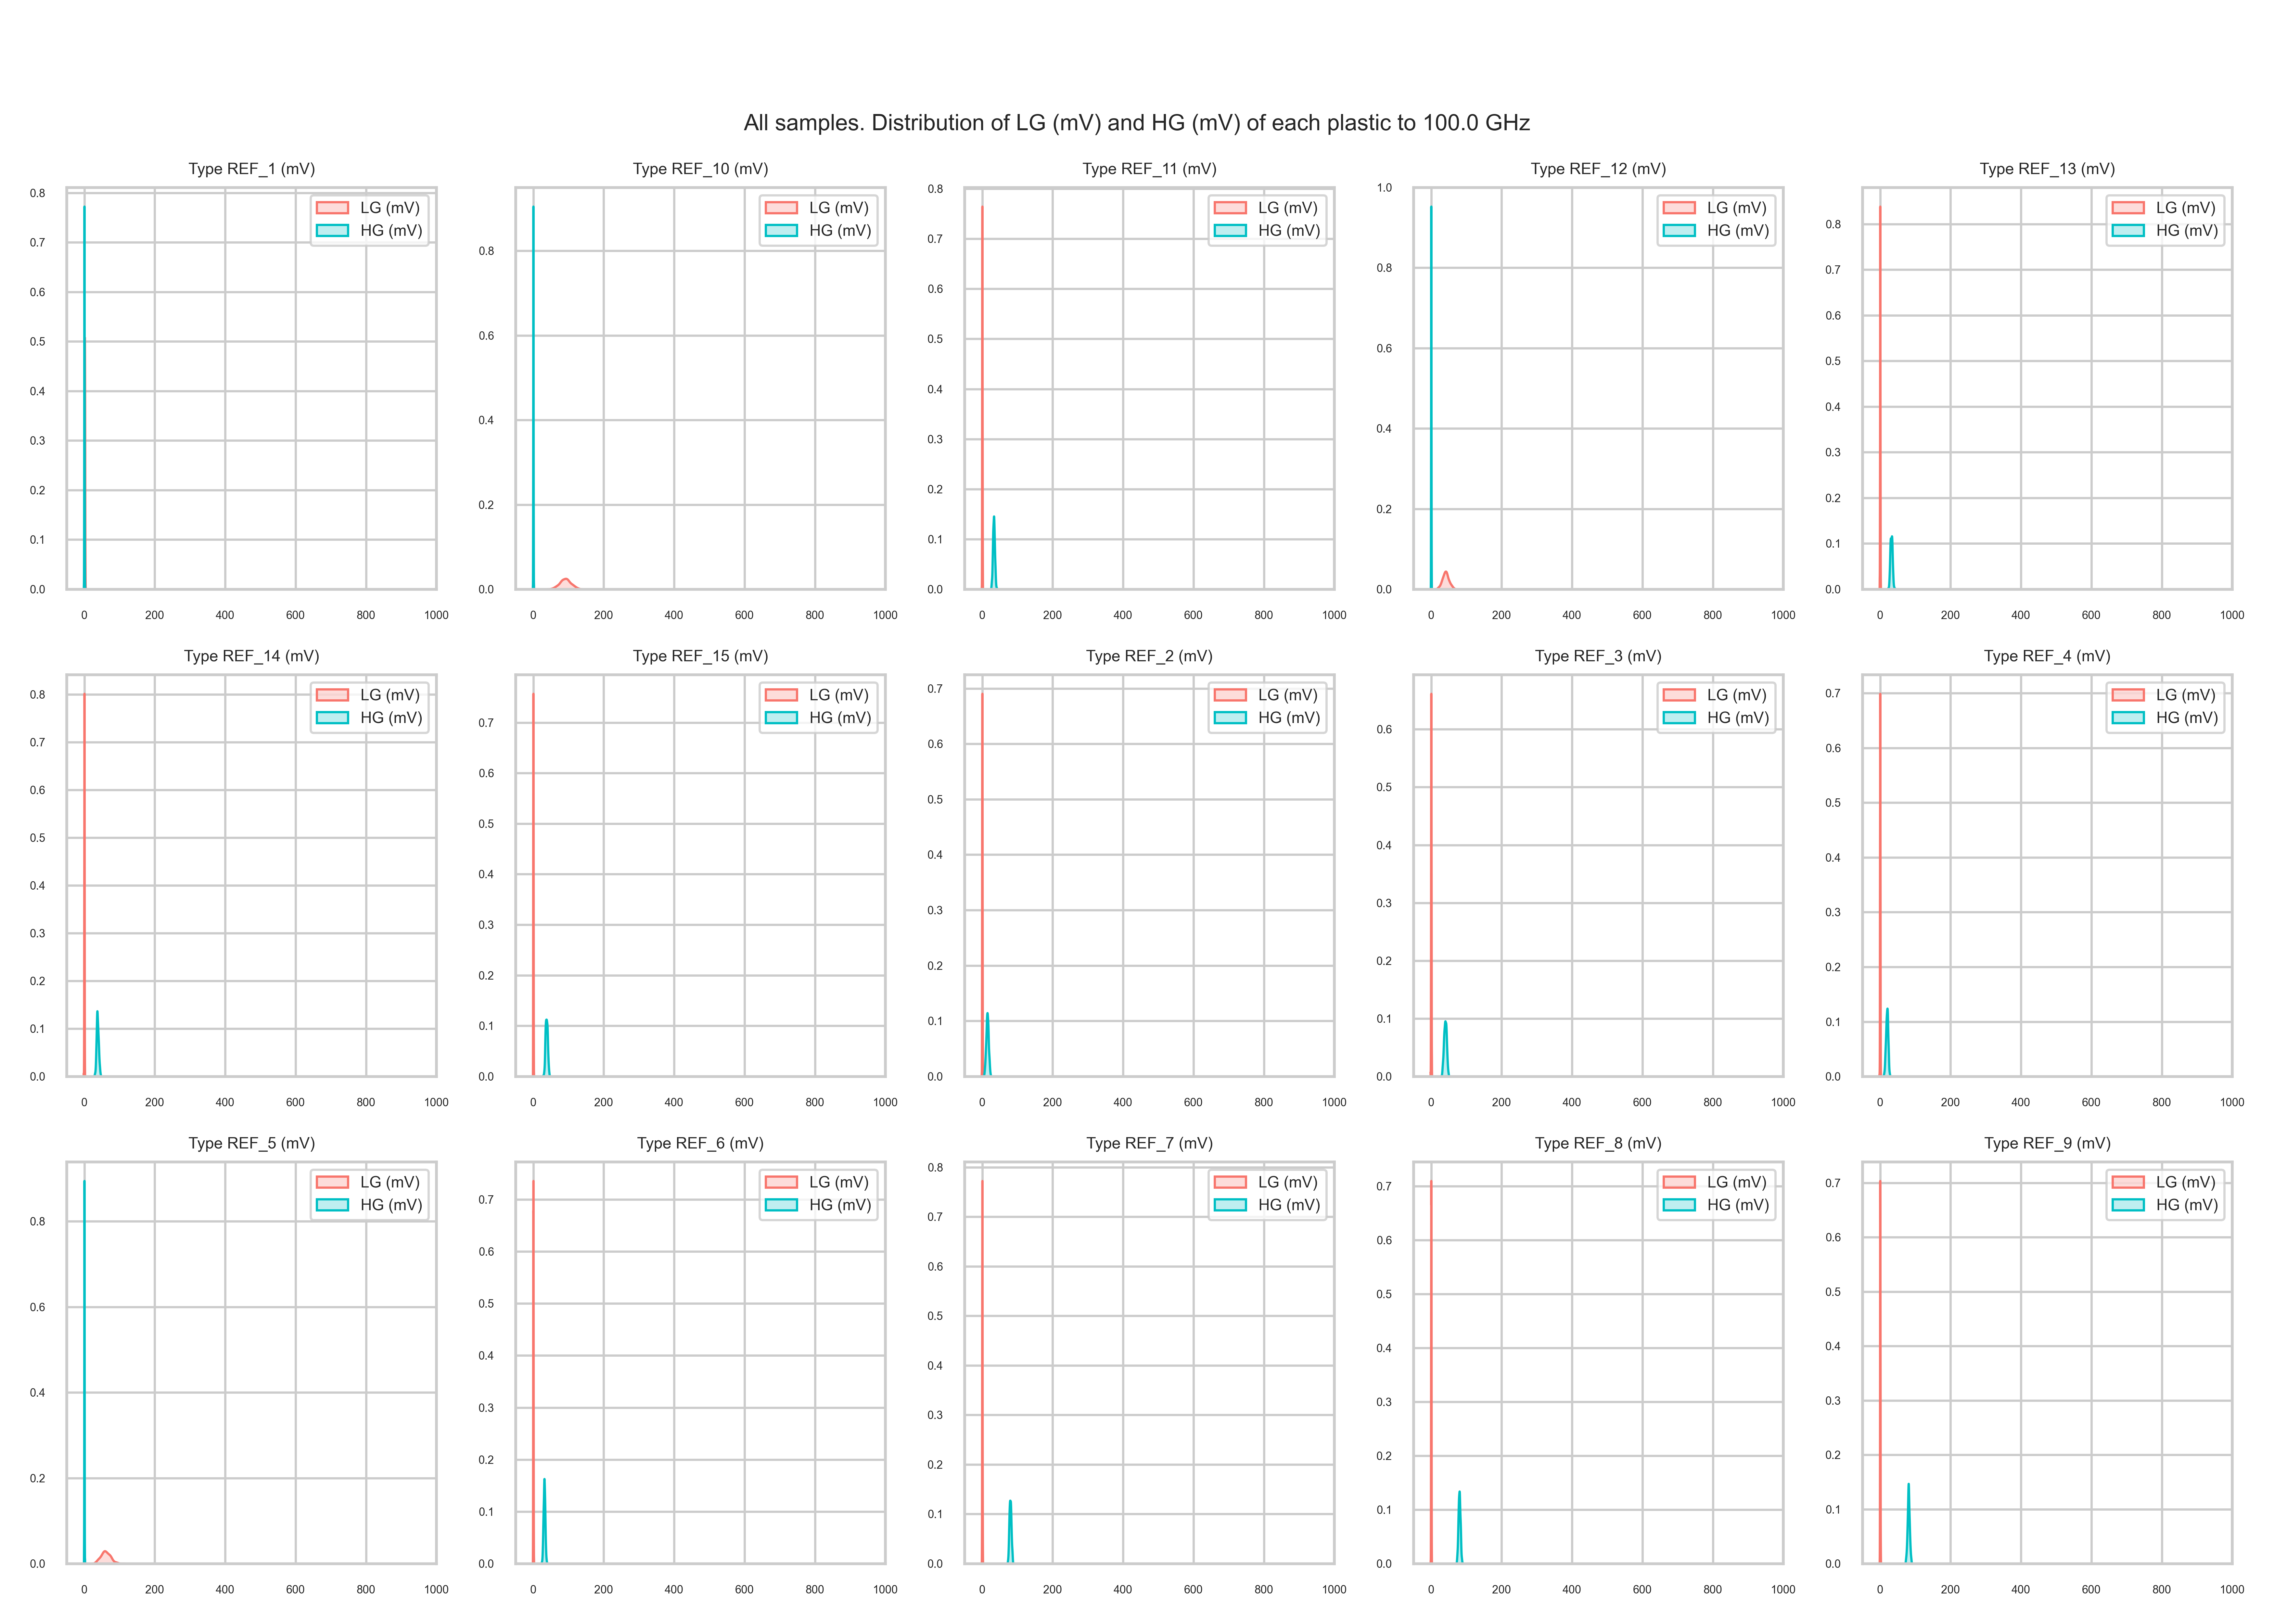 All samples. Distribution of LG (mV) and HG (mV) of each plastic to 100.0 GHz
Type REF_1 (mV)
LG (mV)
HG (mV)
0.8
0.7
0.6
0.5
0.4
0.3
0.2
0.1
0.0
0 200 400 600 800 1000
Type REF_10 (mV)
LG (mV)
HG (mV)
0.8
0.6
0.4
0.2
0.0
0 200 400 600 800 1000
Type REF_11 (mV)
LG (mV)
HG (mV)
0.8
0.7
0.6
0.5
0.4
0.3
0.2
0.1
0.0
0 200 400 600 800 1000
Type REF_12 (mV)
LG (mV)
HG (mV)
1.0
0.8
0.6
0.4
0.2
0.0
0 200 400 600 800 1000
Type REF_13 (mV)
LG (mV)
HG (mV)
0.8
0.7
0.6
0.5
0.4
0.3
0.2
0.1
0.0
0 200 400 600 800 1000
Type REF_14 (mV)
LG (mV)
HG (mV)
0.8
0.7
0.6
0.5
0.4
0.3
0.2
0.1
0.0
0 200 400 600 800 1000
Type REF_15 (mV)
LG (mV)
HG (mV)
0.7
0.6
0.5
0.4
0.3
0.2
0.1
0.0
0 200 400 600 800 1000
Type REF_2 (mV)
LG (mV)
HG (mV)
0.7
0.6
0.5
0.4
0.3
0.2
0.1
0.0
0 200 400 600 800 1000
Type REF_3 (mV)
LG (mV)
HG (mV)
0.6
0.5
0.4
0.3
0.2
0.1
0.0
0 200 400 600 800 1000
Type REF_4 (mV)
LG (mV)
HG (mV)
0.7
0.6
0.5
0.4
0.3
0.2
0.1
0.0
0 200 400 600 800 1000
Type REF_5 (mV)
LG (mV)
HG (mV)
0.8
0.6
0.4
0.2
0.0
0 200 400 600 800 1000
Type REF_6 (mV)
LG (mV)
HG (mV)
0.7
0.6
0.5
0.4
0.3
0.2
0.1
0.0
0 200 400 600 800 1000
Type REF_7 (mV)
LG (mV)
HG (mV)
0.8
0.7
0.6
0.5
0.4
0.3
0.2
0.1
0.0
0 200 400 600 800 1000
Type REF_8 (mV)
LG (mV)
HG (mV)
0.7
0.6
0.5
0.4
0.3
0.2
0.1
0.0
0 200 400 600 800 1000
Type REF_9 (mV)
LG (mV)
HG (mV)
0.7
0.6
0.5
0.4
0.3
0.2
0.1
0.0
0 200 400 600 800 1000